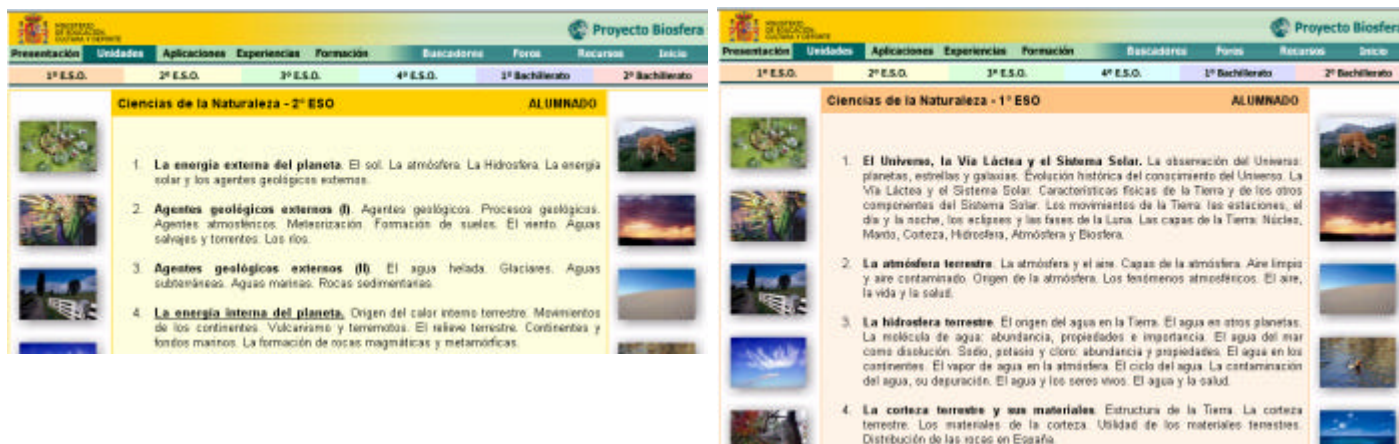 MINISTERIO
DE EDUCACIÓN,
CULTURA Y DEPORTE
Proyecto Biosfera
Presentación Unidades Aplicaciones Experiencias Formación Buscadores Foros Recursos Inicio
1º E.S.O. 2º E.S.O. 3º E.S.O. 4º E.S.O. 1º Bachillerato 2º Bachillerato
Ciencias de la Naturaleza - 2º ESO ALUMNADO
1. La energía externa del planeta. El sol. La atmósfera. La Hidrosfera. La energía
solar y los agentes geológicos externos.
2. Agentes geológicos externos (I). Agentes geológicos. Procesos geológicos.
Agentes atmosféricos. Meteorización. Formación de suelos. El viento. Aguas
salvajes y torrentes. Los ríos.
3. Agentes geológicos externos (II). El agua helada. Glaciares. Aguas
subterráneas. Aguas marinas. Rocas sedimentarias.
4. La energía interna del planeta. Origen del calor interno terrestre. Movimientos
de los continentes. Vulcanismo y terremotos. El relieve terrestre. Continentes y
fondos marinos. La formación de rocas magmáticas y metamórficas.
MINISTERIO
DE EDUCACIÓN,
CULTURA Y DEPORTE
Proyecto Biosfera
Presentación Unidades Aplicaciones Experiencias Formación Buscadores Foros Recursos Inicio
1º E.S.O. 2º E.S.O. 3º E.S.O. 4º E.S.O. 1º Bachillerato 2º Bachillerato
Ciencias de la Naturaleza - 1º ESO ALUMNADO
1. El Universo, la Vía Láctea y el Sistema Solar. La observación del Universo:
planetas, estrellas y galaxias. Evolución histórica del conocimiento del Universo. La
Vía Láctea y el Sistema Solar. Características físicas de la Tierra y de los otros
componentes del Sistema Solar. Los movimientos de la Tierra: las estaciones, el
día y la noche, los eclipses y las fases de la Luna. Las capas de la Tierra: Núcleo,
Manto, Corteza, Hidrosfera, Atmósfera y Biosfera.
2. La atmósfera terrestre. La atmósfera y el aire. Capas de la atmósfera. Aire limpio
y aire contaminado. Origen de la atmósfera. Los fenómenos atmosféricos. El aire,
la vida y la salud.
3. La hidrosfera terrestre. El origen del agua en la Tierra. El agua en otros planetas.
La molécula de agua: abundancia, propiedades e importancia. El agua del mar
como disolución. Sodio, potasio y cloro: abundancia y propiedades. El agua en los
continentes. El vapor de agua en la atmósfera. El ciclo del agua. La contaminación
del agua, su depuración. El agua y los seres vivos. El agua y la salud.
4. La corteza terrestre y sus materiales. Estructura de la Tierra. La corteza
terrestre. Los materiales de la corteza. Utilidad de los materiales terrestres.
Distribución de las rocas en España.